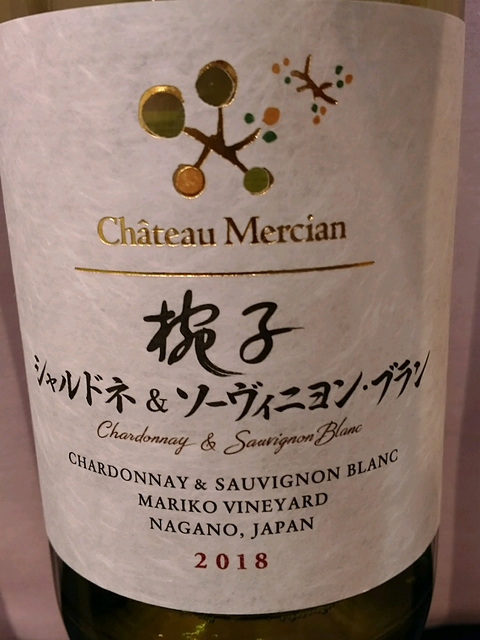 Château Mercian
椀子
シャルドネ & ソーヴィニヨン・ブラン
Chardonnay & Sauvignon Blanc
CHARDONNAY & SAUVIGNON BLANC
MARIKO VINEYARD
NAGANO, JAPAN
2018